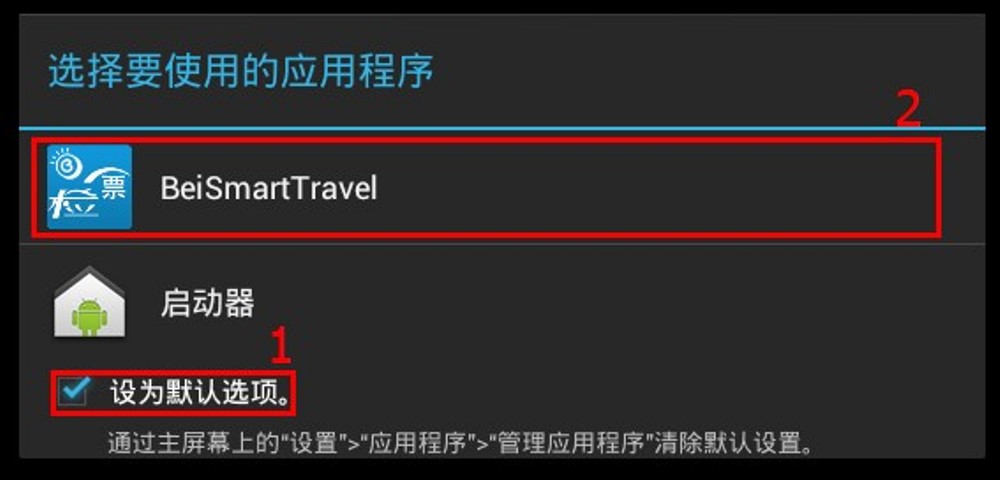 选择要使用的应用程序
2
检票
BeiSmartTravel
启动器
1
设为默认选项。
通过主屏幕上的“设置”>“应用程序”>“管理应用程序”清除默认设置。